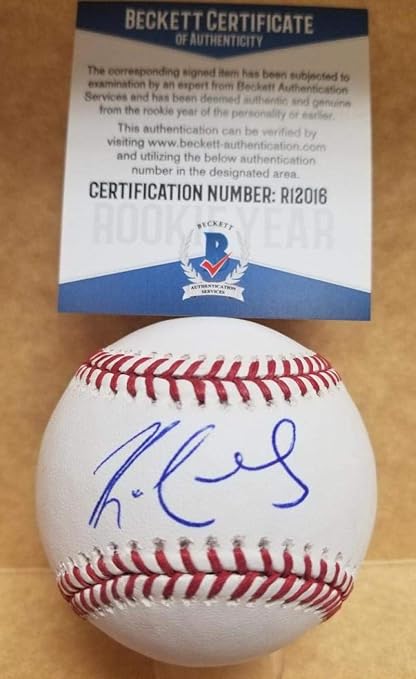 BECKETT CERTIFICATE
OF AUTHENTICITY
The corresponding signed item has been subjected to
examination by an expert from Beckett Authentication
Services and has been deemed authentic and genuine
from the rookie year of the personality or earlier.
This authentication can be verified by
visiting www.beckett-authentication.com
and utilizing the below authentication
number in the designated area.
CERTIFICATION NUMBER: RI2016
ROOKIE YEAR
BECKETT
B
AUTHENTICATION
SERVICES